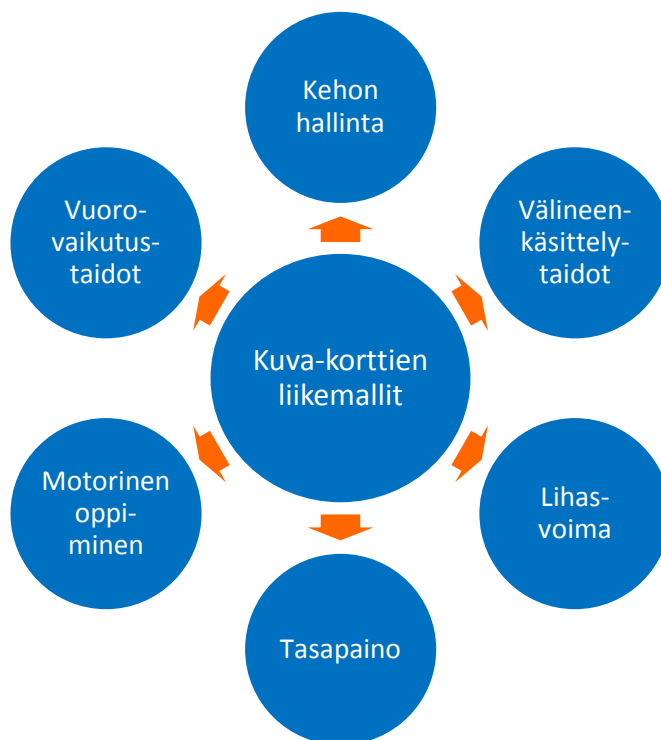 Kehon
hallinta
Vuoro-
vaikutus-
taidot
Välineen-
käsittely-
taidot
Kuva-korttien
liikemallit
Motorinen
oppi-
minen
Lihas-
voima
Tasapaino